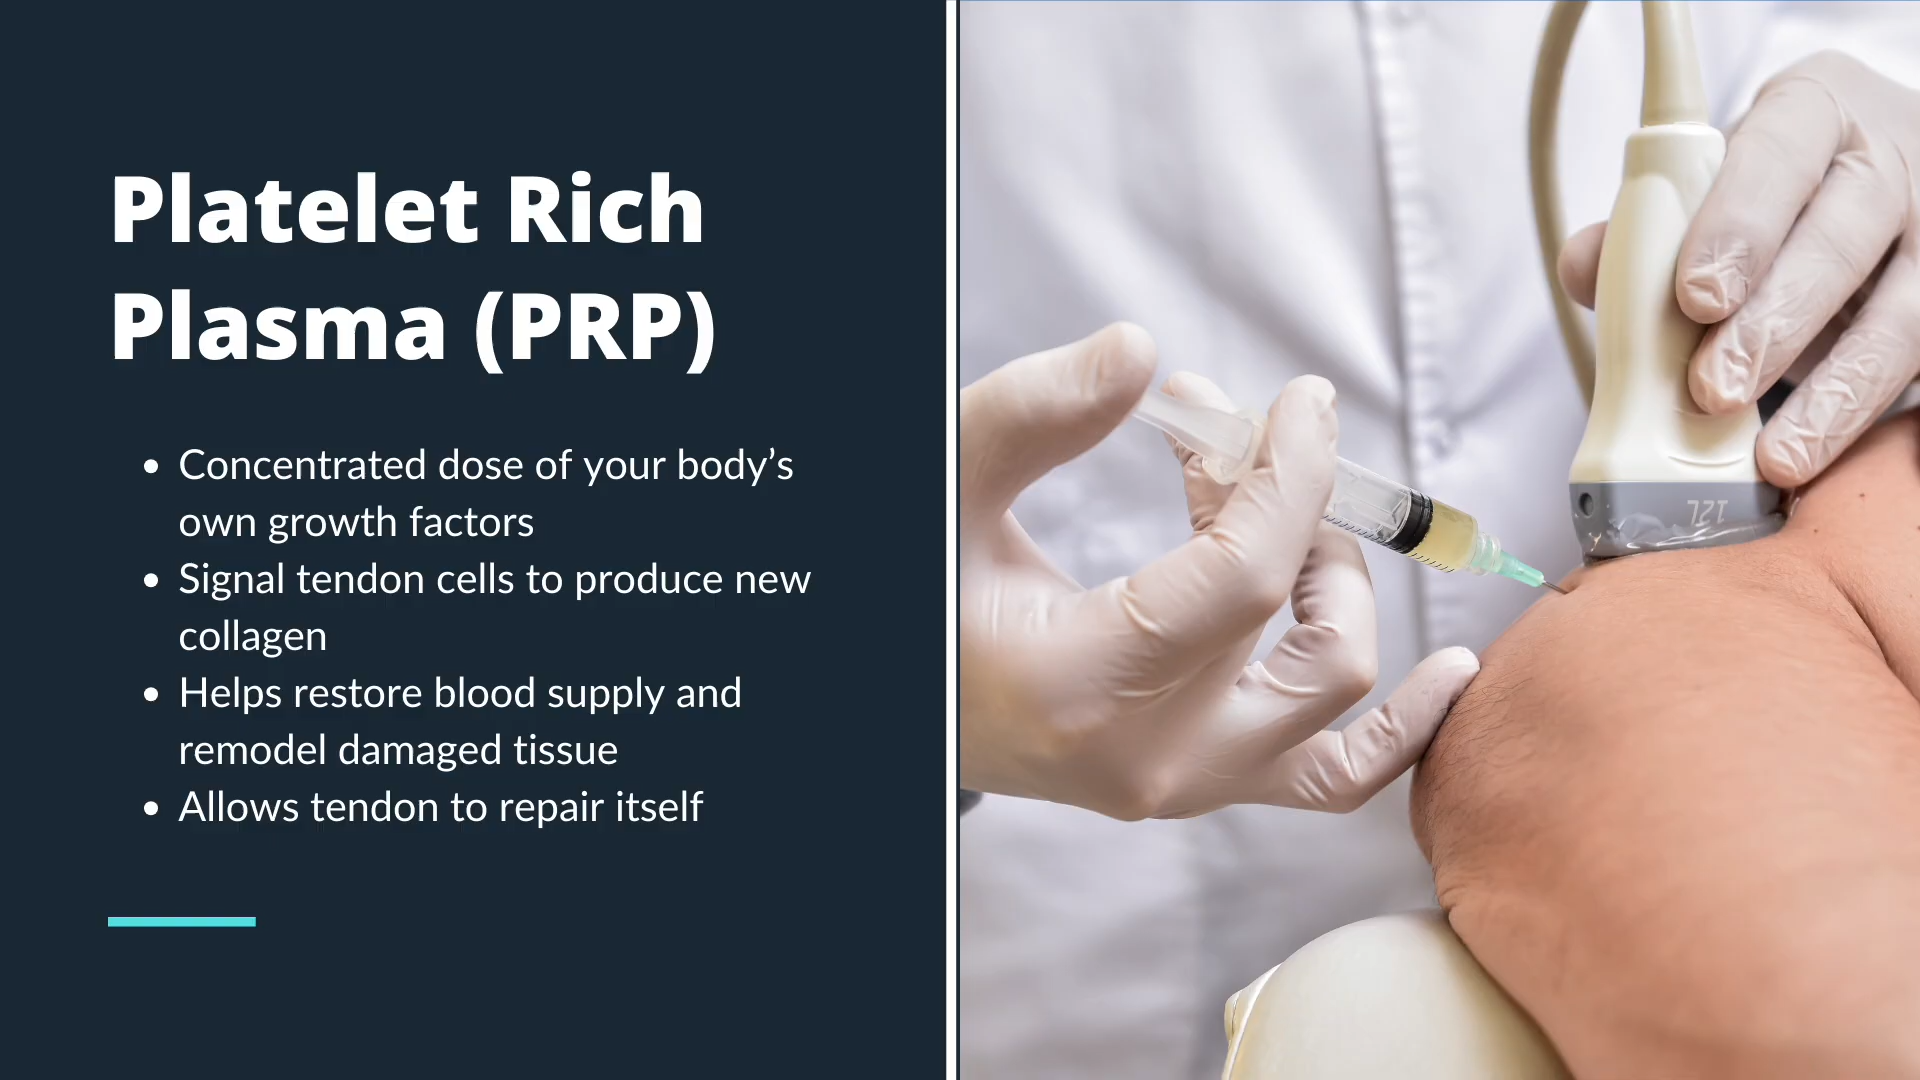 Platelet Rich
Plasma (PRP)
• Concentrated dose of your body’s
own growth factors
• Signal tendon cells to produce new
collagen
• Helps restore blood supply and
remodel damaged tissue
• Allows tendon to repair itself
12L